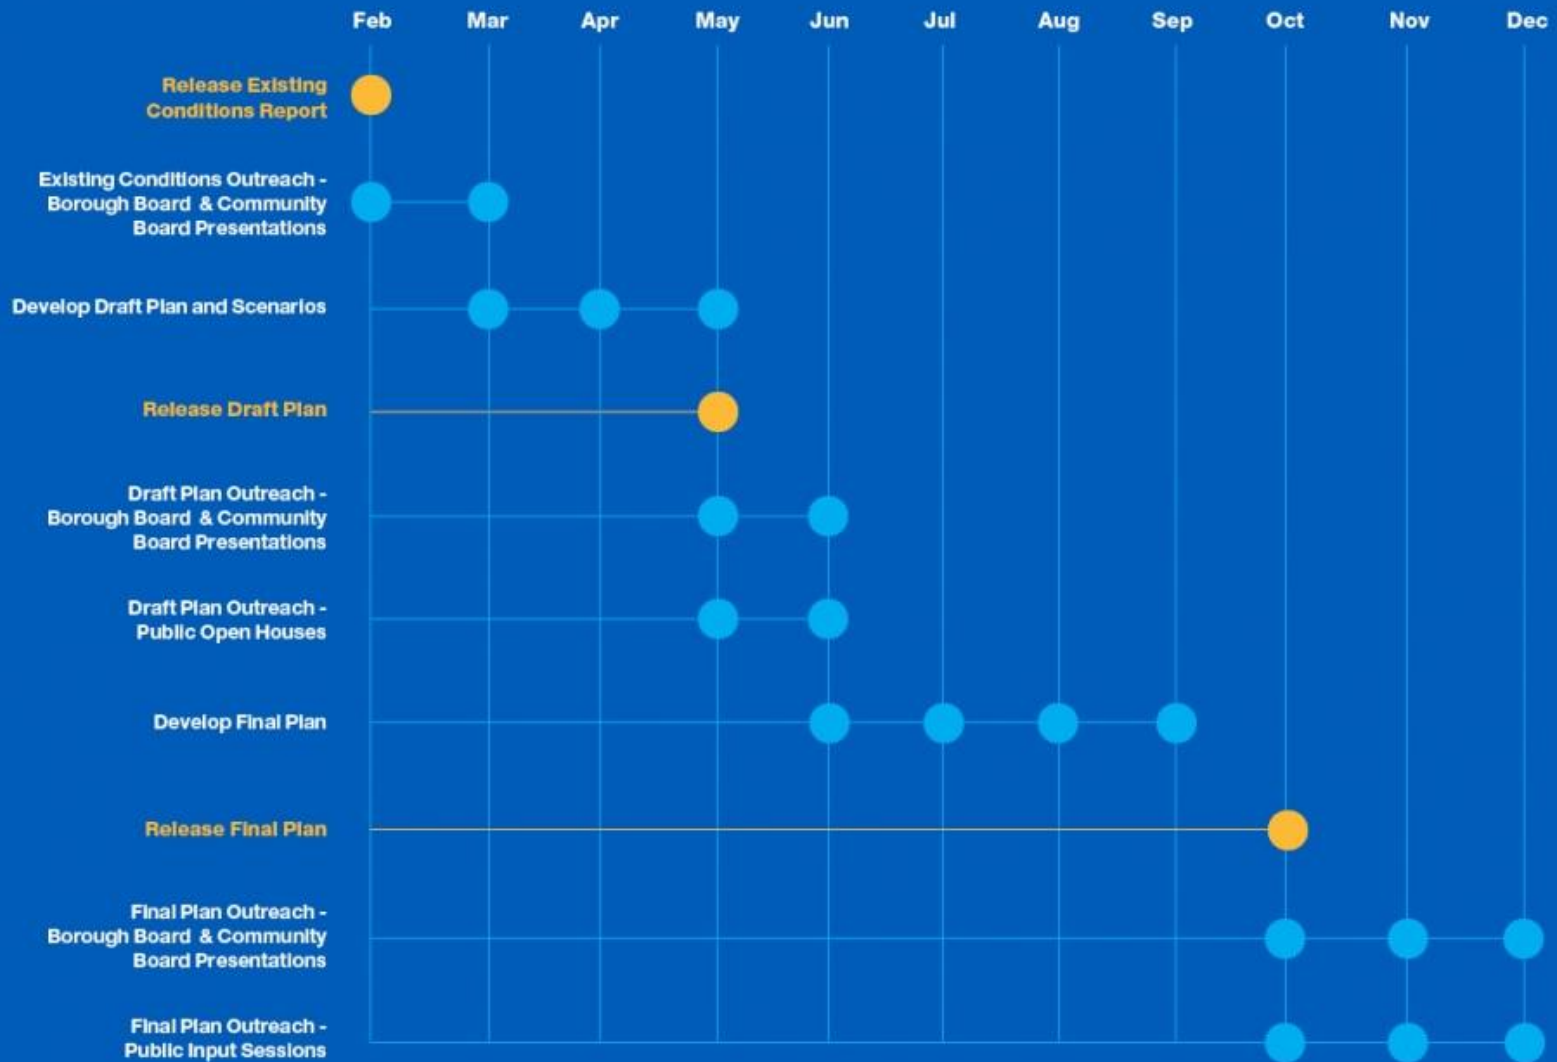 Feb Mar Apr May Jun Jul Aug Sep Oct Nov Dec
Release Existing
Conditions Report
Existing Conditions Outreach -
Borough Board & Community
Board Presentations
Develop Draft Plan and Scenarios
Release Draft Plan
Draft Plan Outreach -
Borough Board & Community
Board Presentations
Draft Plan Outreach -
Public Open Houses
Develop Final Plan
Release Final Plan
Final Plan Outreach -
Borough Board & Community
Board Presentations
Final Plan Outreach -
Public Input Sessions